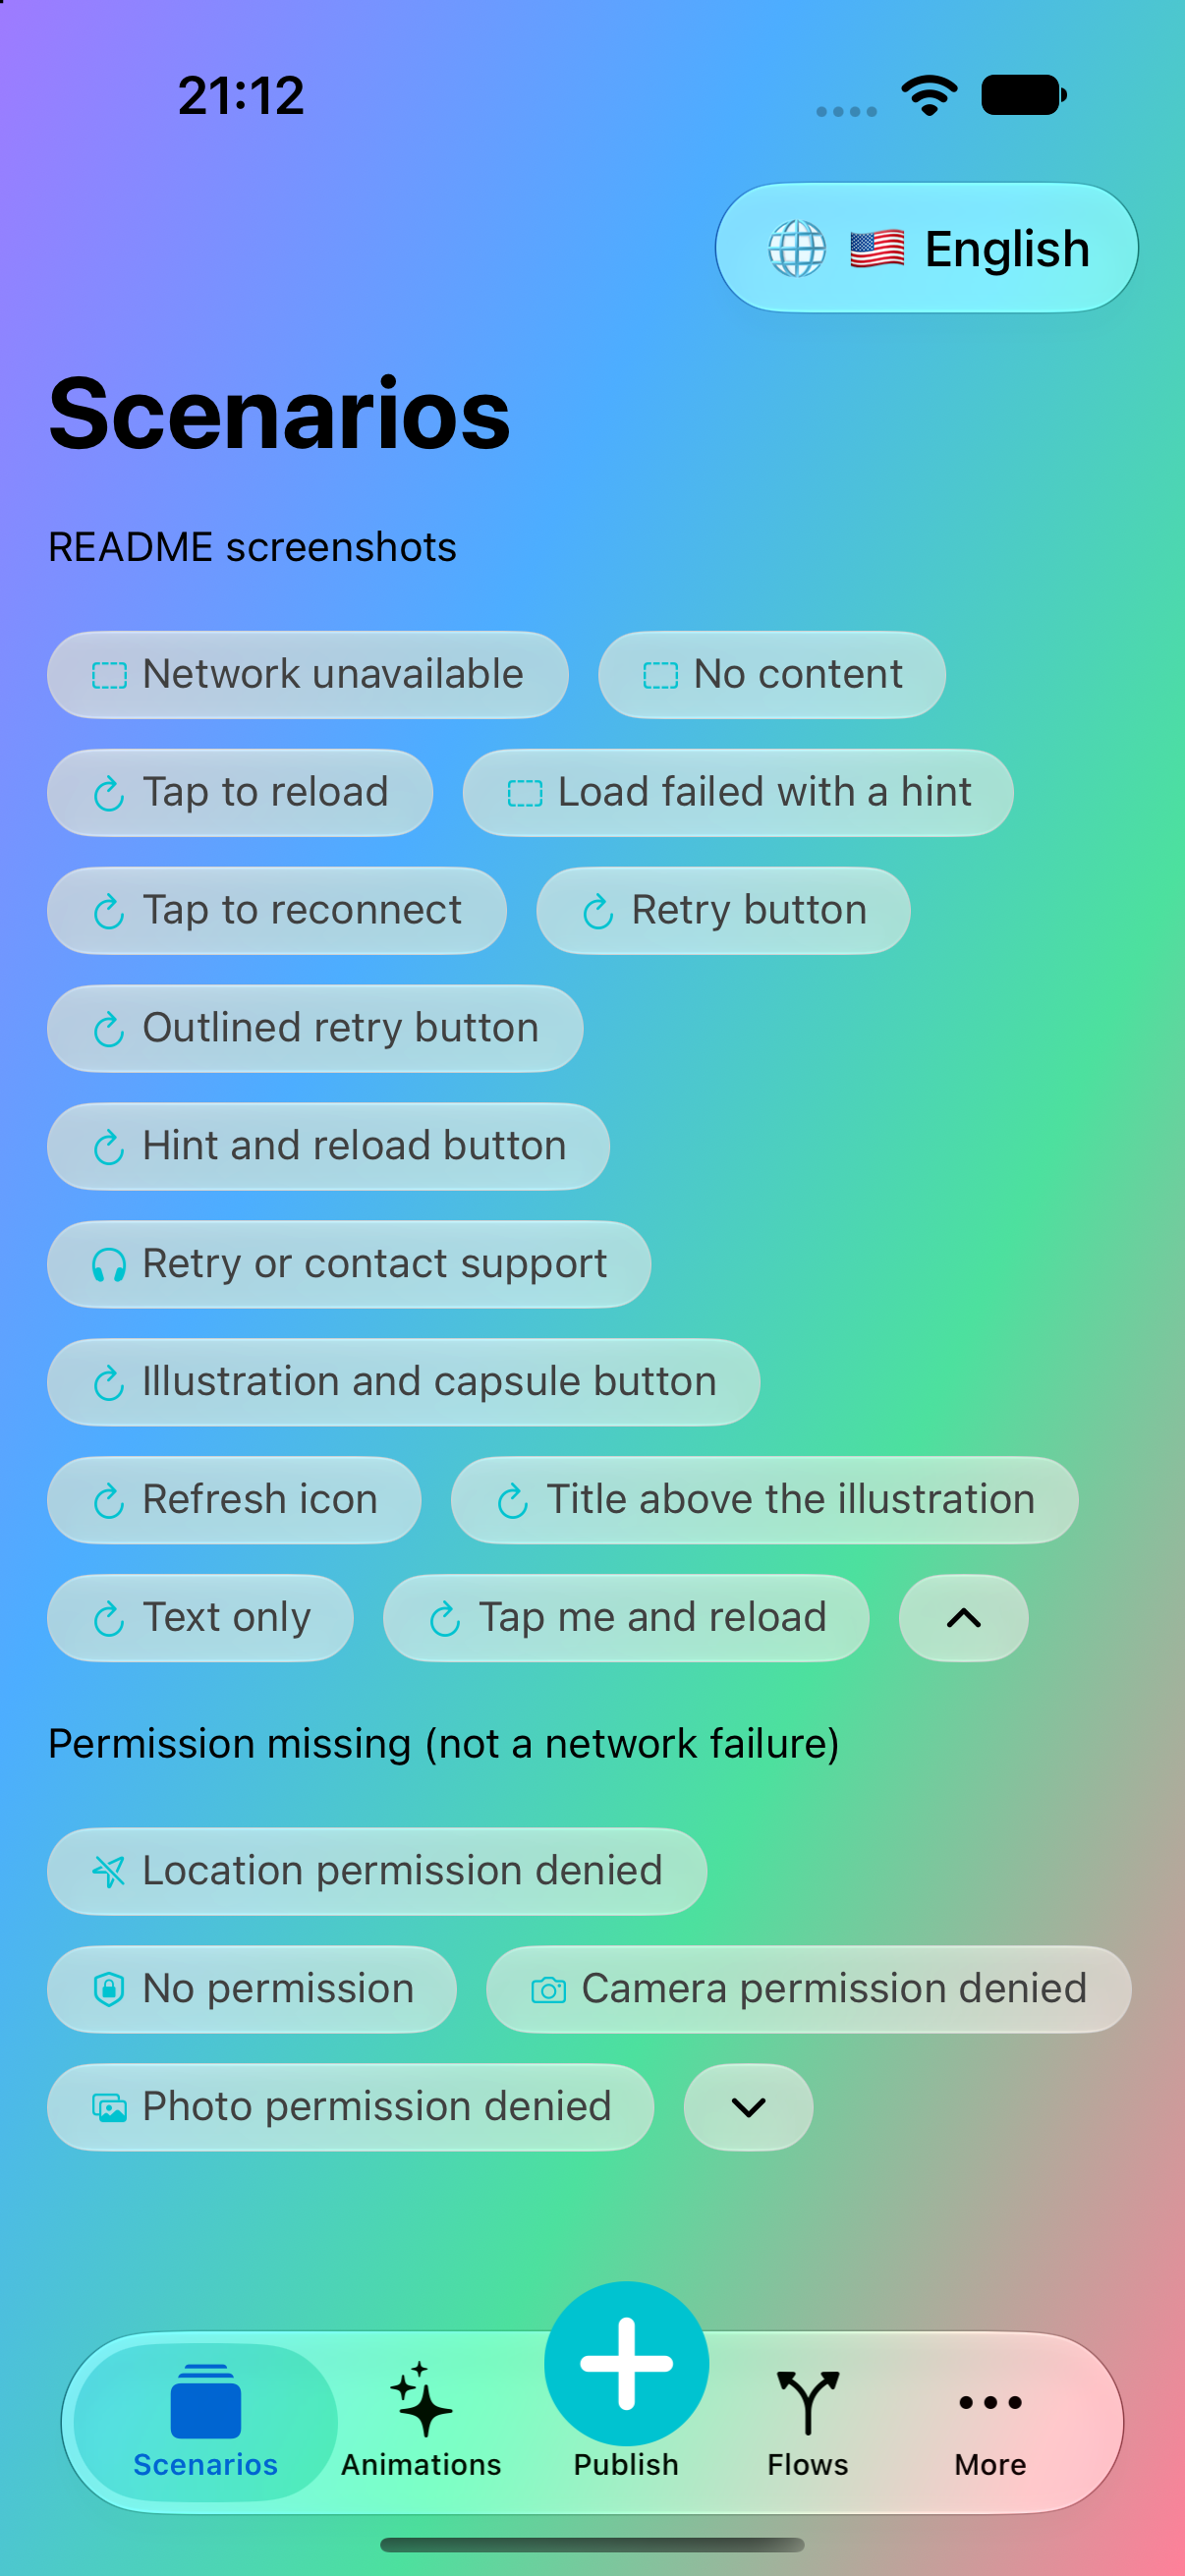 21:12
🌐 🇺🇸 English
Scenarios
README screenshots
Network unavailable
No content
Tap to reload
Load failed with a hint
Tap to reconnect
Retry button
Outlined retry button
Hint and reload button
Retry or contact support
Illustration and capsule button
Refresh icon
Title above the illustration
Text only
Tap me and reload
Permission missing (not a network failure)
Location permission denied
No permission
Camera permission denied
Photo permission denied
Scenarios
Animations
Publish
Flows
More